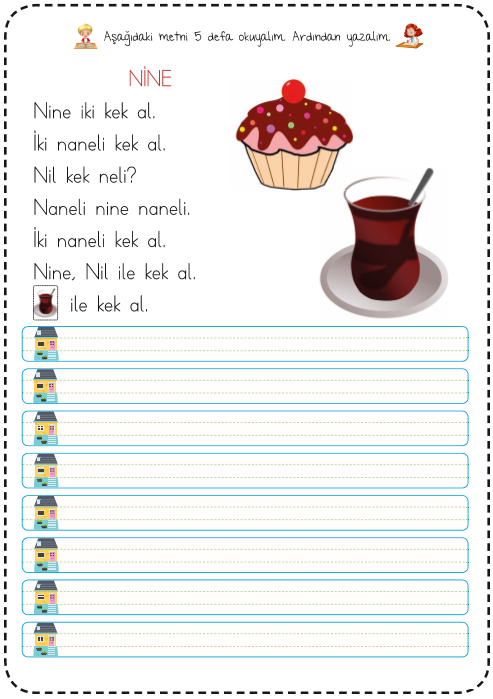 Aşağıdaki metni 5 defa okuyalım. Ardından yazalım.
NİNE
Nine iki kek al.
İki naneli kek al.
Nil kek neli?
Naneli nine naneli.
İki naneli kek al.
Nine, Nil ile kek al.
ile kek al.